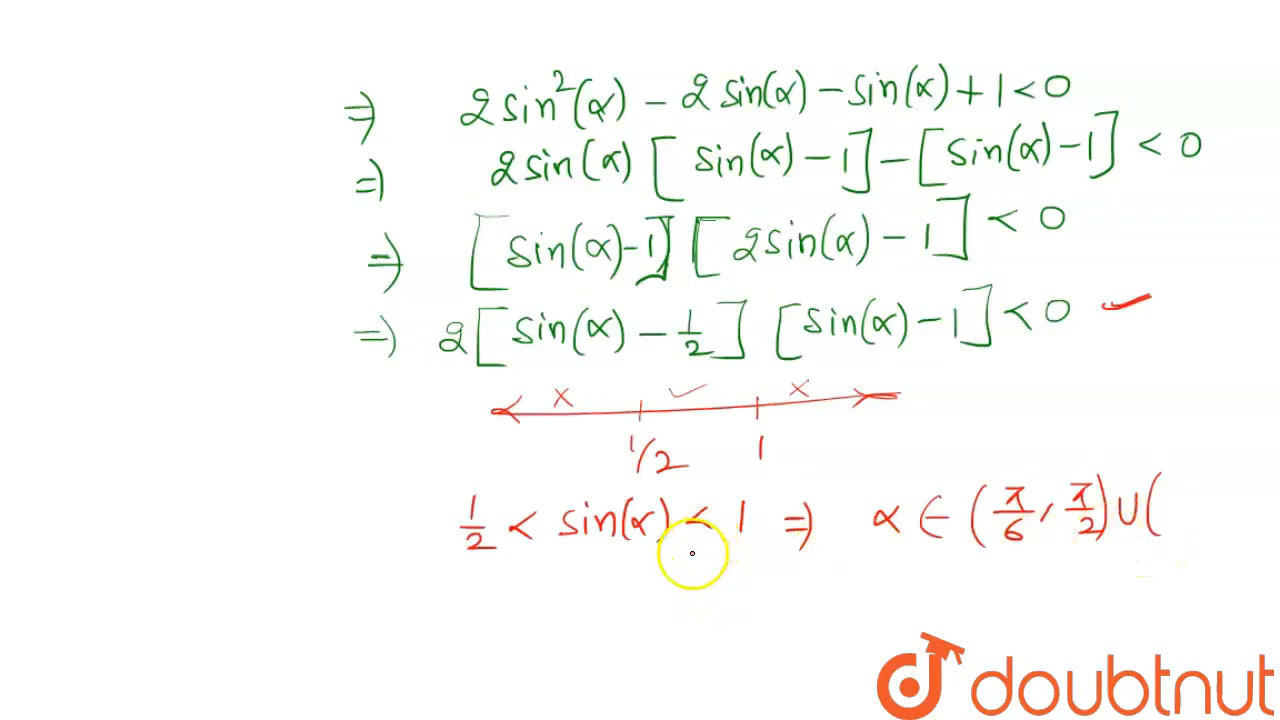 ⇒ 2sin²(α) − 2sin(α) − sin(α) + 1 < 0
⇒ 2sin(α) [sin(α) − 1] − [sin(α) − 1] < 0
⇒ [sin(α) − 1] [2sin(α) − 1] < 0
⇒ 2[sin(α) − 1/2] [sin(α) − 1] < 0 ✓
x ✓ x
1/2 1
1/2 < sin(α) < 1 ⇒ α ∈ (π/6, π/2) ∪ (
doubtnut